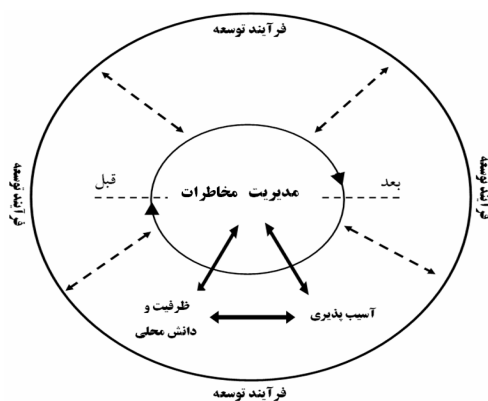 فرآیند توسعه
فرآیند توسعه
فرآیند توسعه
بعد
قبل
مدیریت مخاطرات
آسیب پذیری
ظرفیت و
دانش محلی
فرآیند توسعه